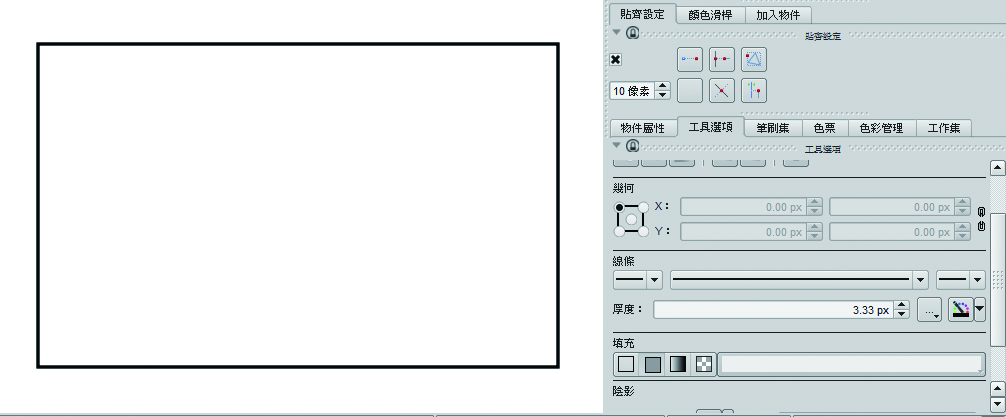 貼齊設定 顏色滑桿 加入物件
貼齊設定
10 像素
物件屬性 工具選項 筆刷集 色票 色彩管理 工作集
工具選項
幾何
X： 0.00 px 0.00 px
Y： 0.00 px 0.00 px
線條
厚度： 3.33 px ...
填充
陰影